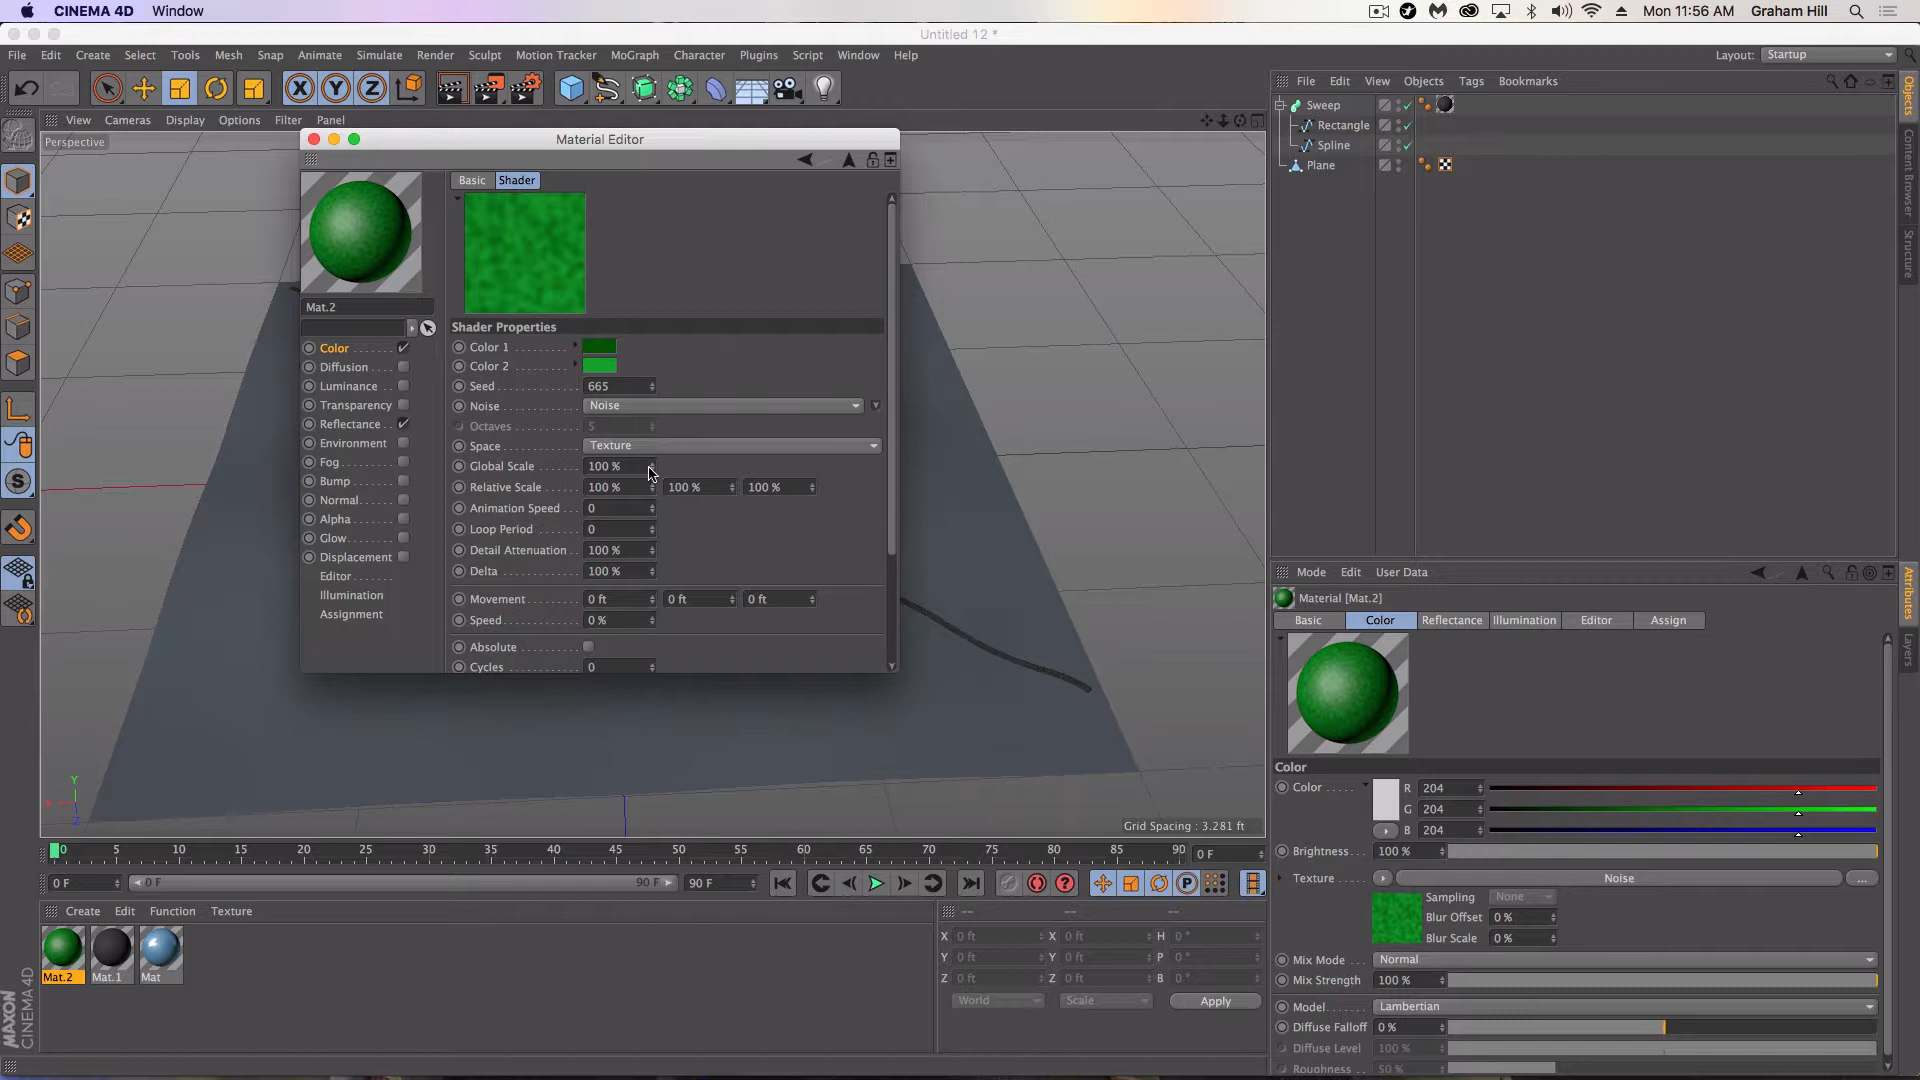 CINEMA 4D Window Mon 11:56 AM Graham Hill
Untitled 12 *
File Edit Create Select Tools Mesh Snap Animate Simulate Render Sculpt Motion Tracker MoGraph Character Plugins Script Window Help Layout: Startup
X Y Z
File Edit View Objects Tags Bookmarks
Sweep
Rectangle
Spline
Plane
Objects
Content Browser
Structure
View Cameras Display Options Filter Panel
Perspective
Material Editor
Basic Shader
Mat.2
Color
Diffusion
Luminance
Transparency
Reflectance
Environment
Fog
Bump
Normal
Alpha
Glow
Displacement
Editor
Illumination
Assignment
Shader Properties
Color 1
Color 2
Seed 665
Noise Noise
Octaves 5
Space Texture
Global Scale 100 %
Relative Scale 100 % 100 % 100 %
Animation Speed 0
Loop Period 0
Detail Attenuation 100 %
Delta 100 %
Movement 0 ft 0 ft 0 ft
Speed 0 %
Absolute
Cycles 0
Y
X
Z
Grid Spacing : 3.281 ft
0 5 10 15 20 25 30 35 40 45 50 55 60 65 70 75 80 85 90 0 F
0 F 0 F 90 F 90 F
Create Edit Function Texture
Mat.2 Mat.1 Mat
-- -- --
X 0 ft X 0 ft H 0 °
Y 0 ft Y 0 ft P 0 °
Z 0 ft Z 0 ft B 0 °
World Scale Apply
MAXON
CINEMA 4D
Mode Edit User Data
Material [Mat.2]
Basic Color Reflectance Illumination Editor Assign
Attributes
Layers
Color
Color R 204
G 204
B 204
Brightness 100 %
Texture Noise ...
Sampling None
Blur Offset 0 %
Blur Scale 0 %
Mix Mode Normal
Mix Strength 100 %
Model Lambertian
Diffuse Falloff 0 %
Diffuse Level 100 %
Roughness 50 %